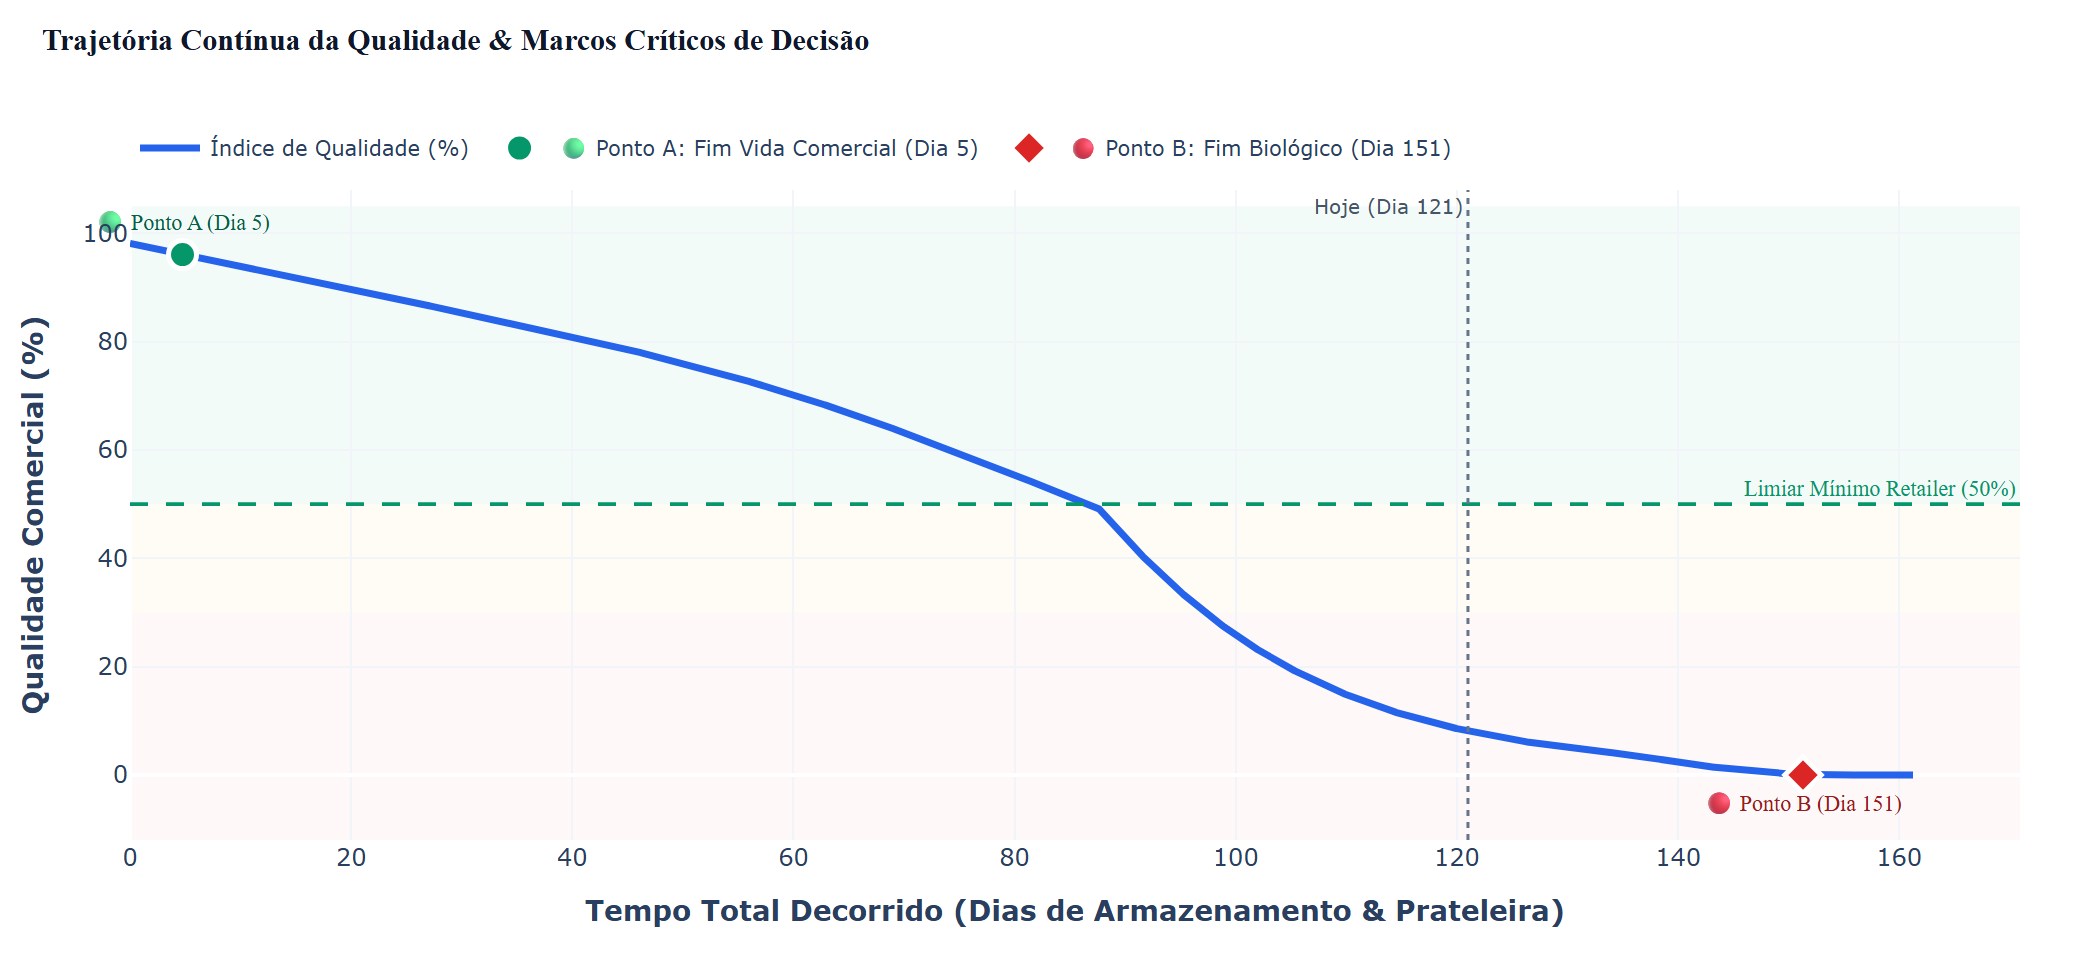 Trajetória Contínua da Qualidade & Marcos Críticos de Decisão
Índice de Qualidade (%)
Ponto A: Fim Vida Comercial (Dia 5)
Ponto B: Fim Biológico (Dia 151)
Hoje (Dia 121)
Ponto A (Dia 5)
100
80
60
Limiar Mínimo Retailer (50%)
40
20
0
Ponto B (Dia 151)
0 20 40 60 80 100 120 140 160
Qualidade Comercial (%)
Tempo Total Decorrido (Dias de Armazenamento & Prateleira)